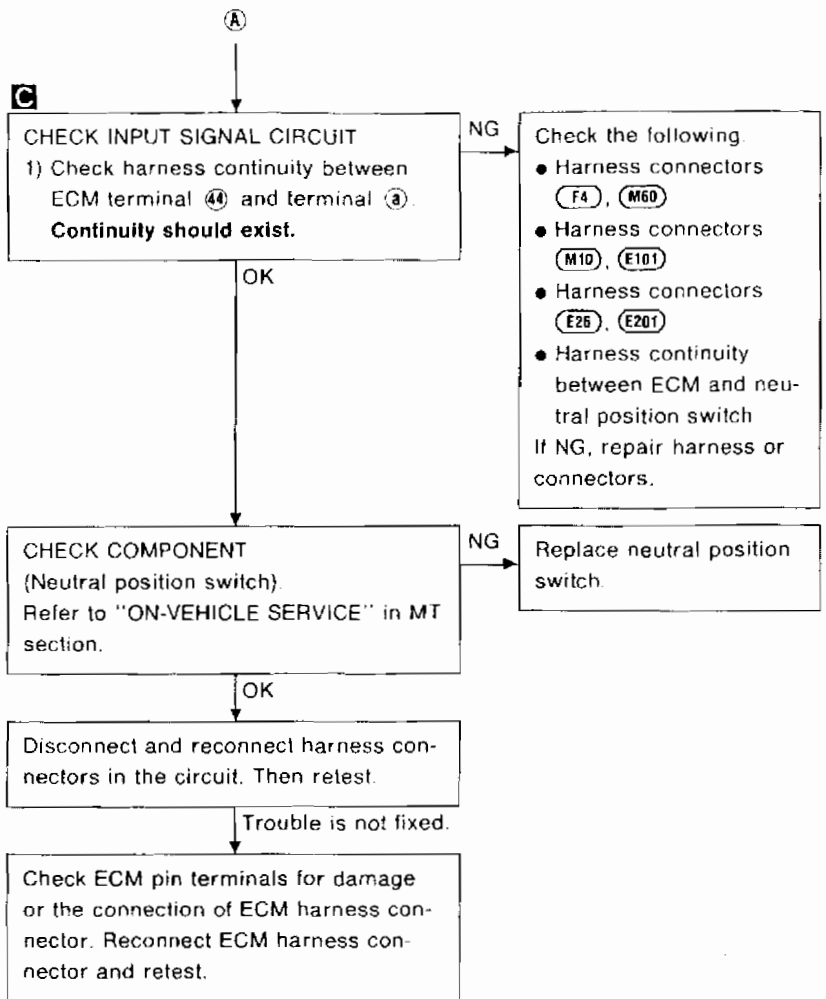 Ⓐ
C
CHECK INPUT SIGNAL CIRCUIT
1) Check harness continuity between
ECM terminal ㊹ and terminal ⓐ.
Continuity should exist.
NG
Check the following.
● Harness connectors
F4, M60
● Harness connectors
M10, E101
● Harness connectors
E26, E201
● Harness continuity
between ECM and neu-
tral position switch
If NG, repair harness or
connectors.
OK
CHECK COMPONENT
(Neutral position switch).
Refer to "ON-VEHICLE SERVICE" in MT
section.
NG
Replace neutral position
switch.
OK
Disconnect and reconnect harness con-
nectors in the circuit. Then retest.
Trouble is not fixed.
Check ECM pin terminals for damage
or the connection of ECM harness con-
nector. Reconnect ECM harness con-
nector and retest.